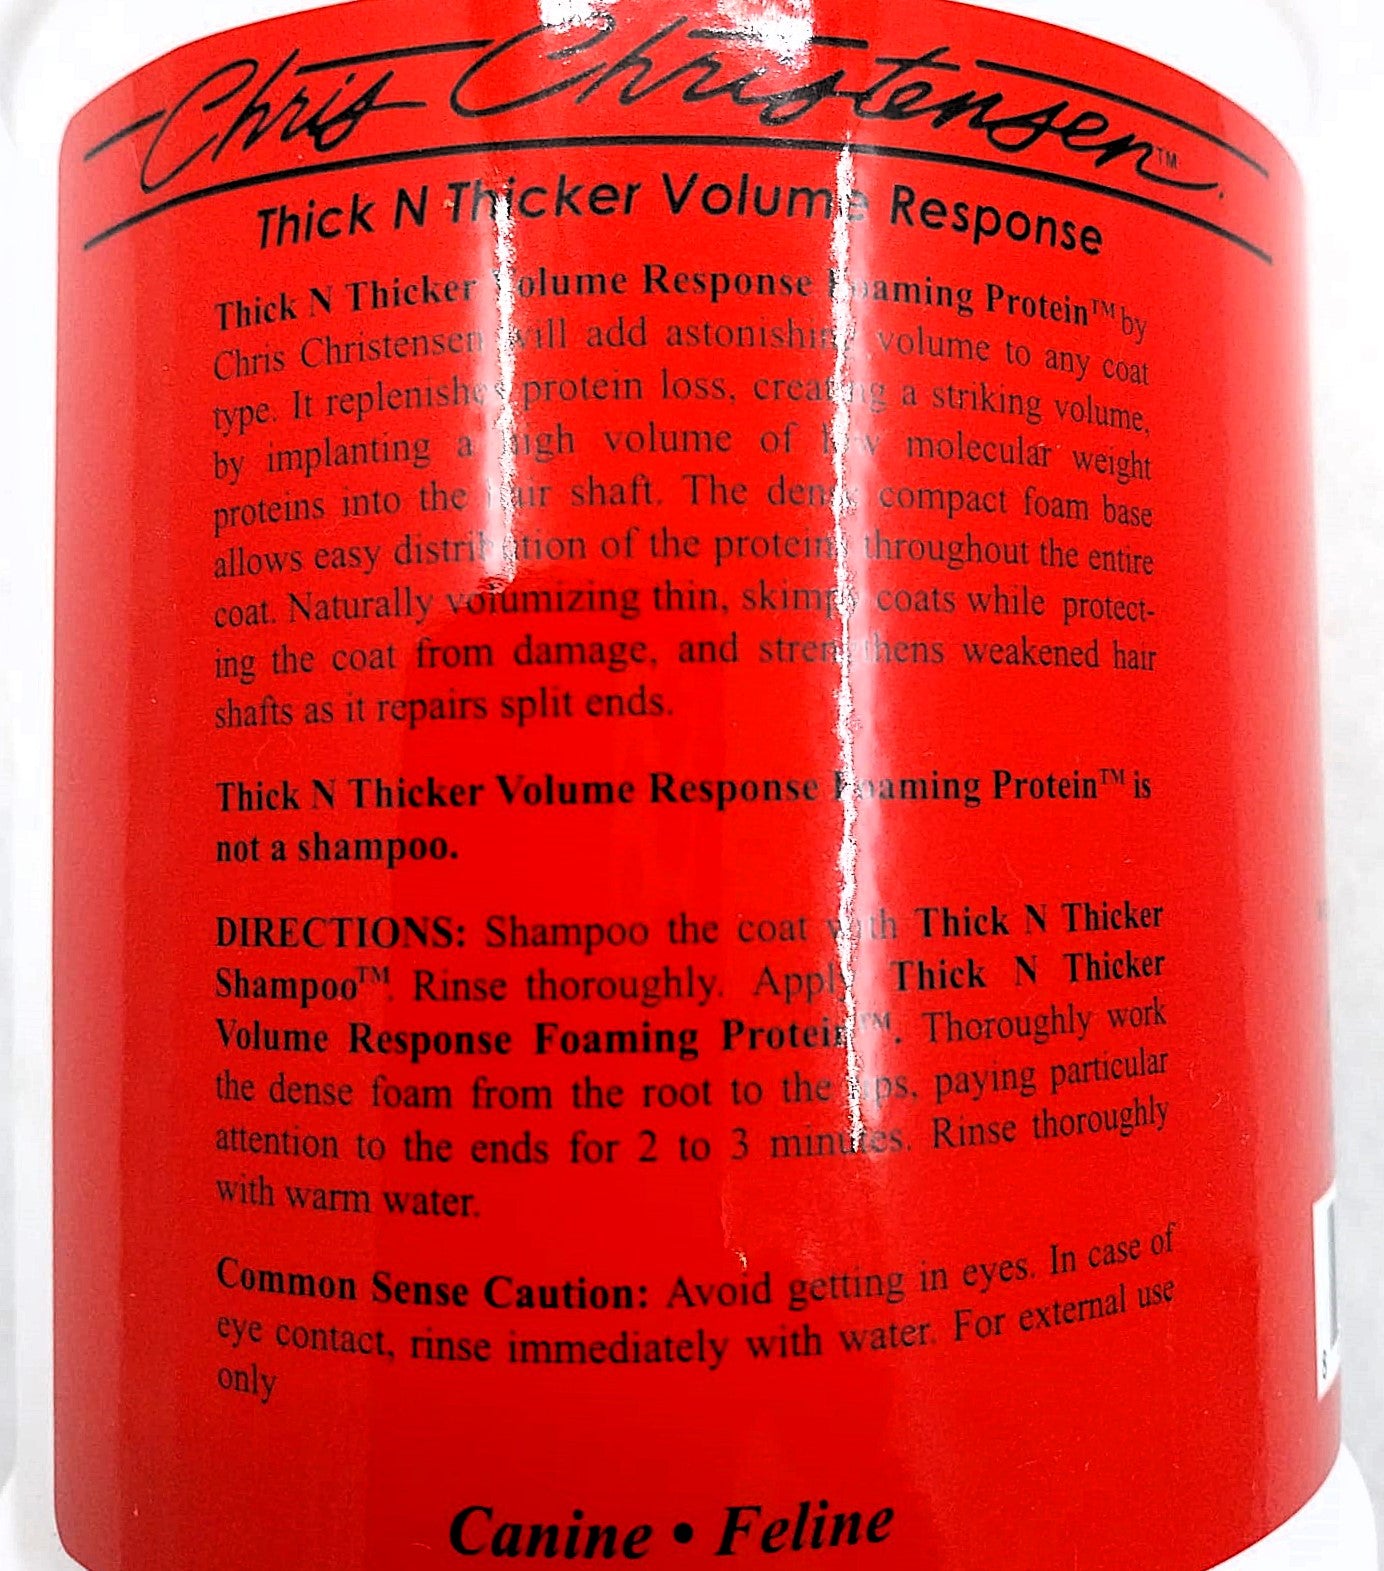 Chris Christensen™
Thick N Thicker Volume Response
Thick N Thicker Volume Response Foaming Protein™ by
Chris Christensen will add astonishing volume to any coat
type. It replenishes protein loss, creating a striking volume,
by implanting a high volume of low molecular weight
proteins into the hair shaft. The dense compact foam base
allows easy distribution of the proteins throughout the entire
coat. Naturally volumizing thin, skimpy coats while protect-
ing the coat from damage, and strengthens weakened hair
shafts as it repairs split ends.
Thick N Thicker Volume Response Foaming Protein™ is
not a shampoo.
DIRECTIONS: Shampoo the coat with Thick N Thicker
Shampoo™. Rinse thoroughly. Apply Thick N Thicker
Volume Response Foaming Protein™. Thoroughly work
the dense foam from the root to the tips, paying particular
attention to the ends for 2 to 3 minutes. Rinse thoroughly
with warm water.
Common Sense Caution: Avoid getting in eyes. In case of
eye contact, rinse immediately with water. For external use
only
Canine • Feline
8